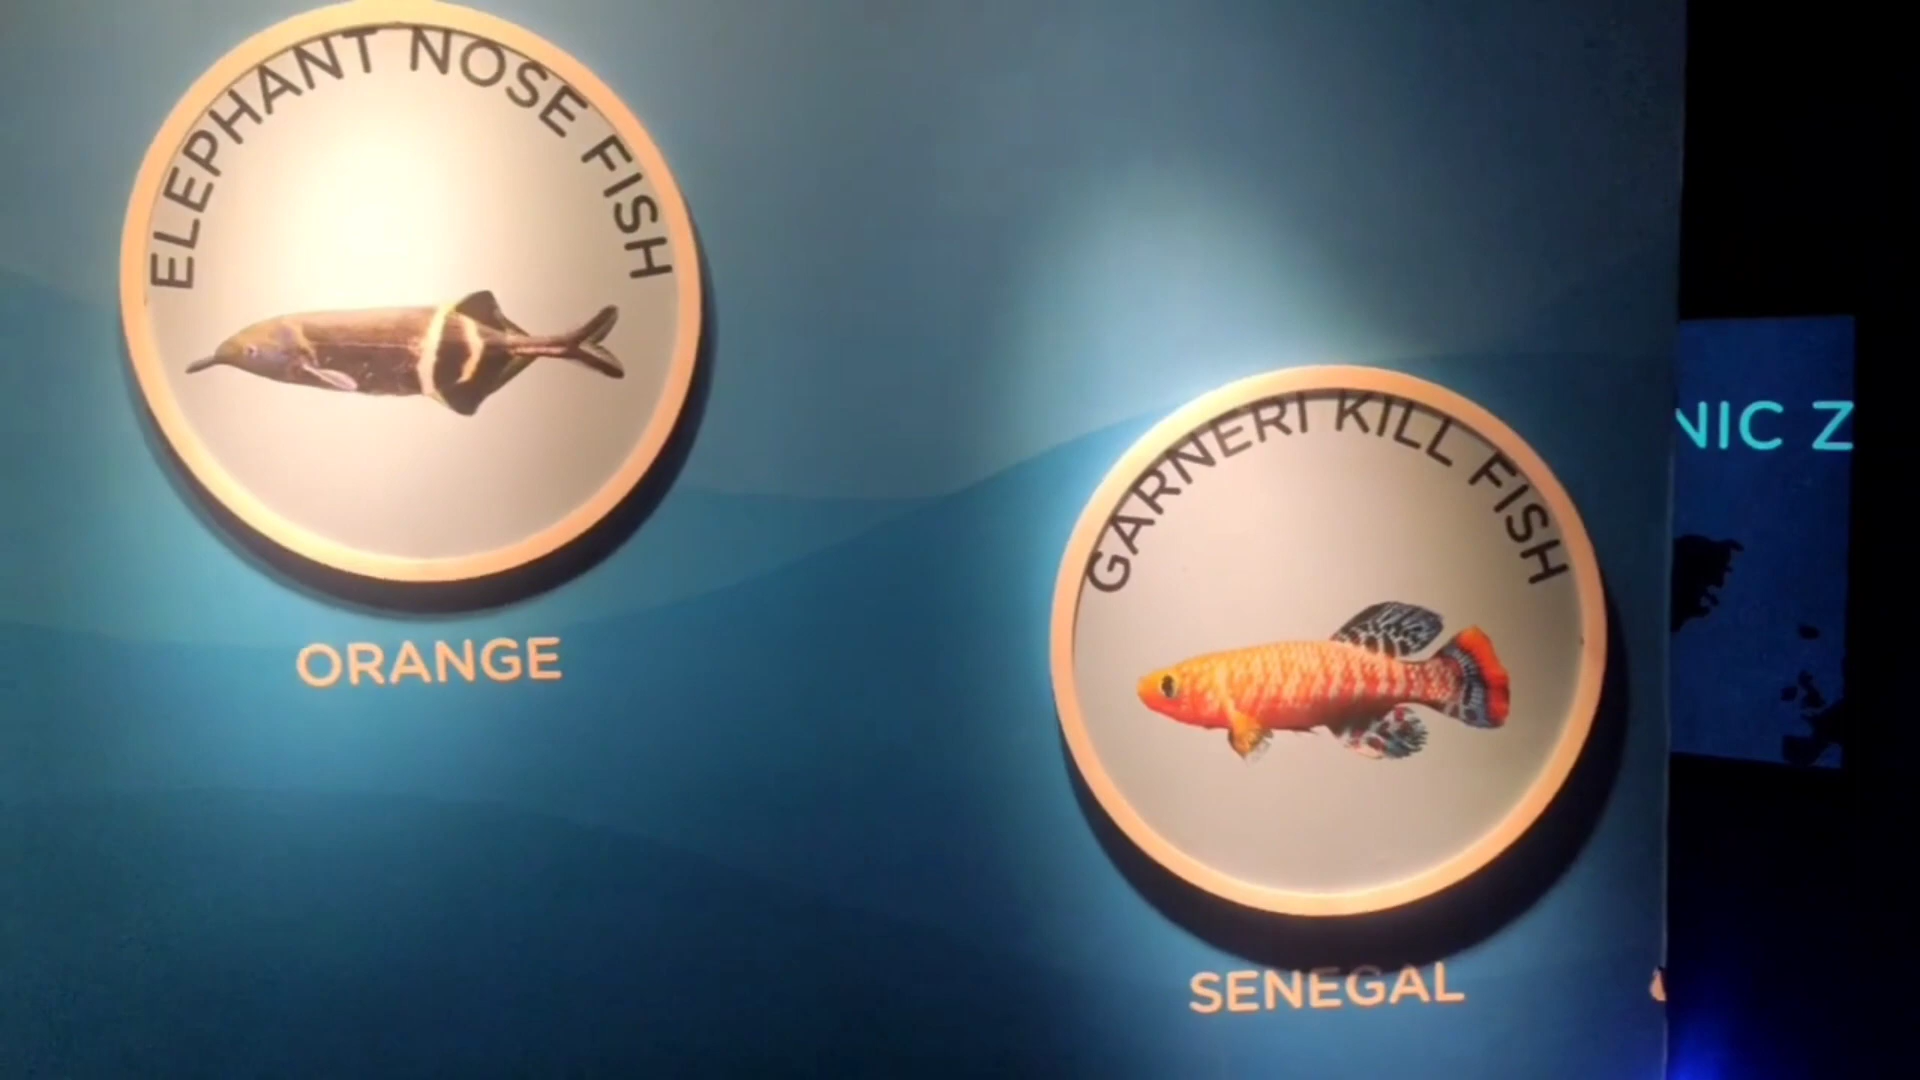 ELEPHANT NOSE FISH
ORANGE
GARNERI KILL FISH
SENEGAL
NIC Z